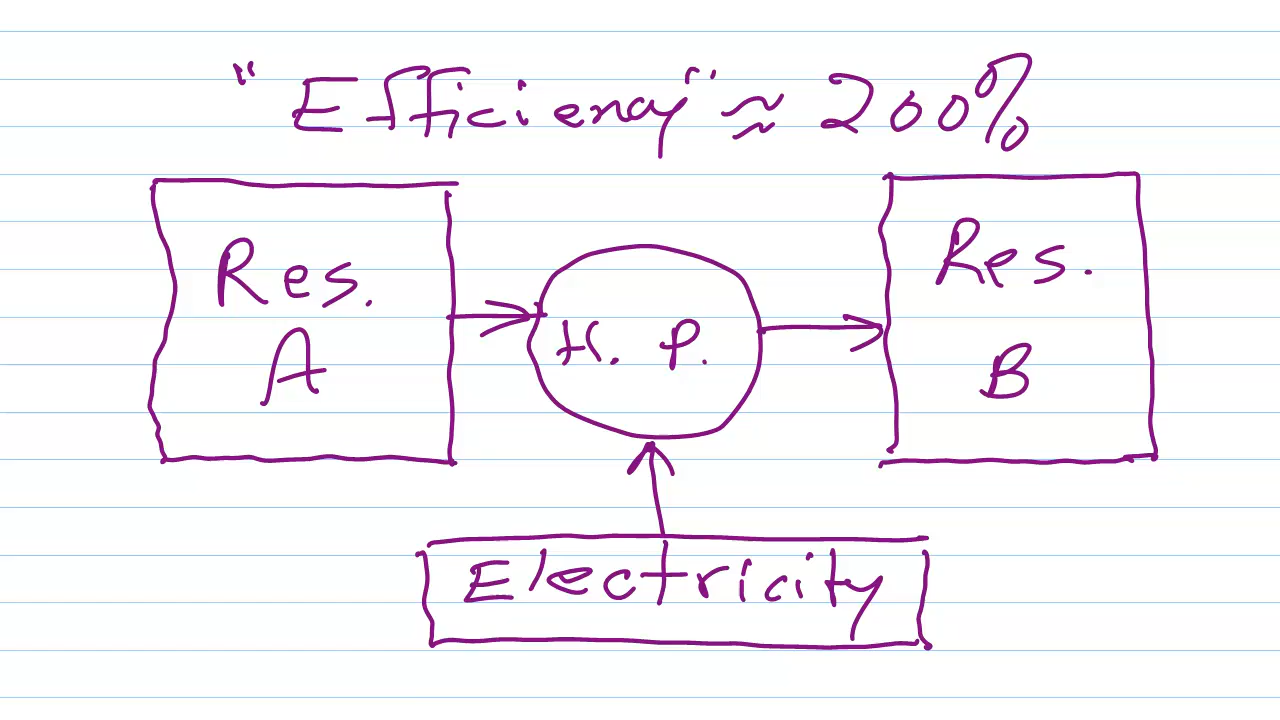 "Efficiency" ≈ 200%
Res.
A
H. P.
Res.
B
Electricity